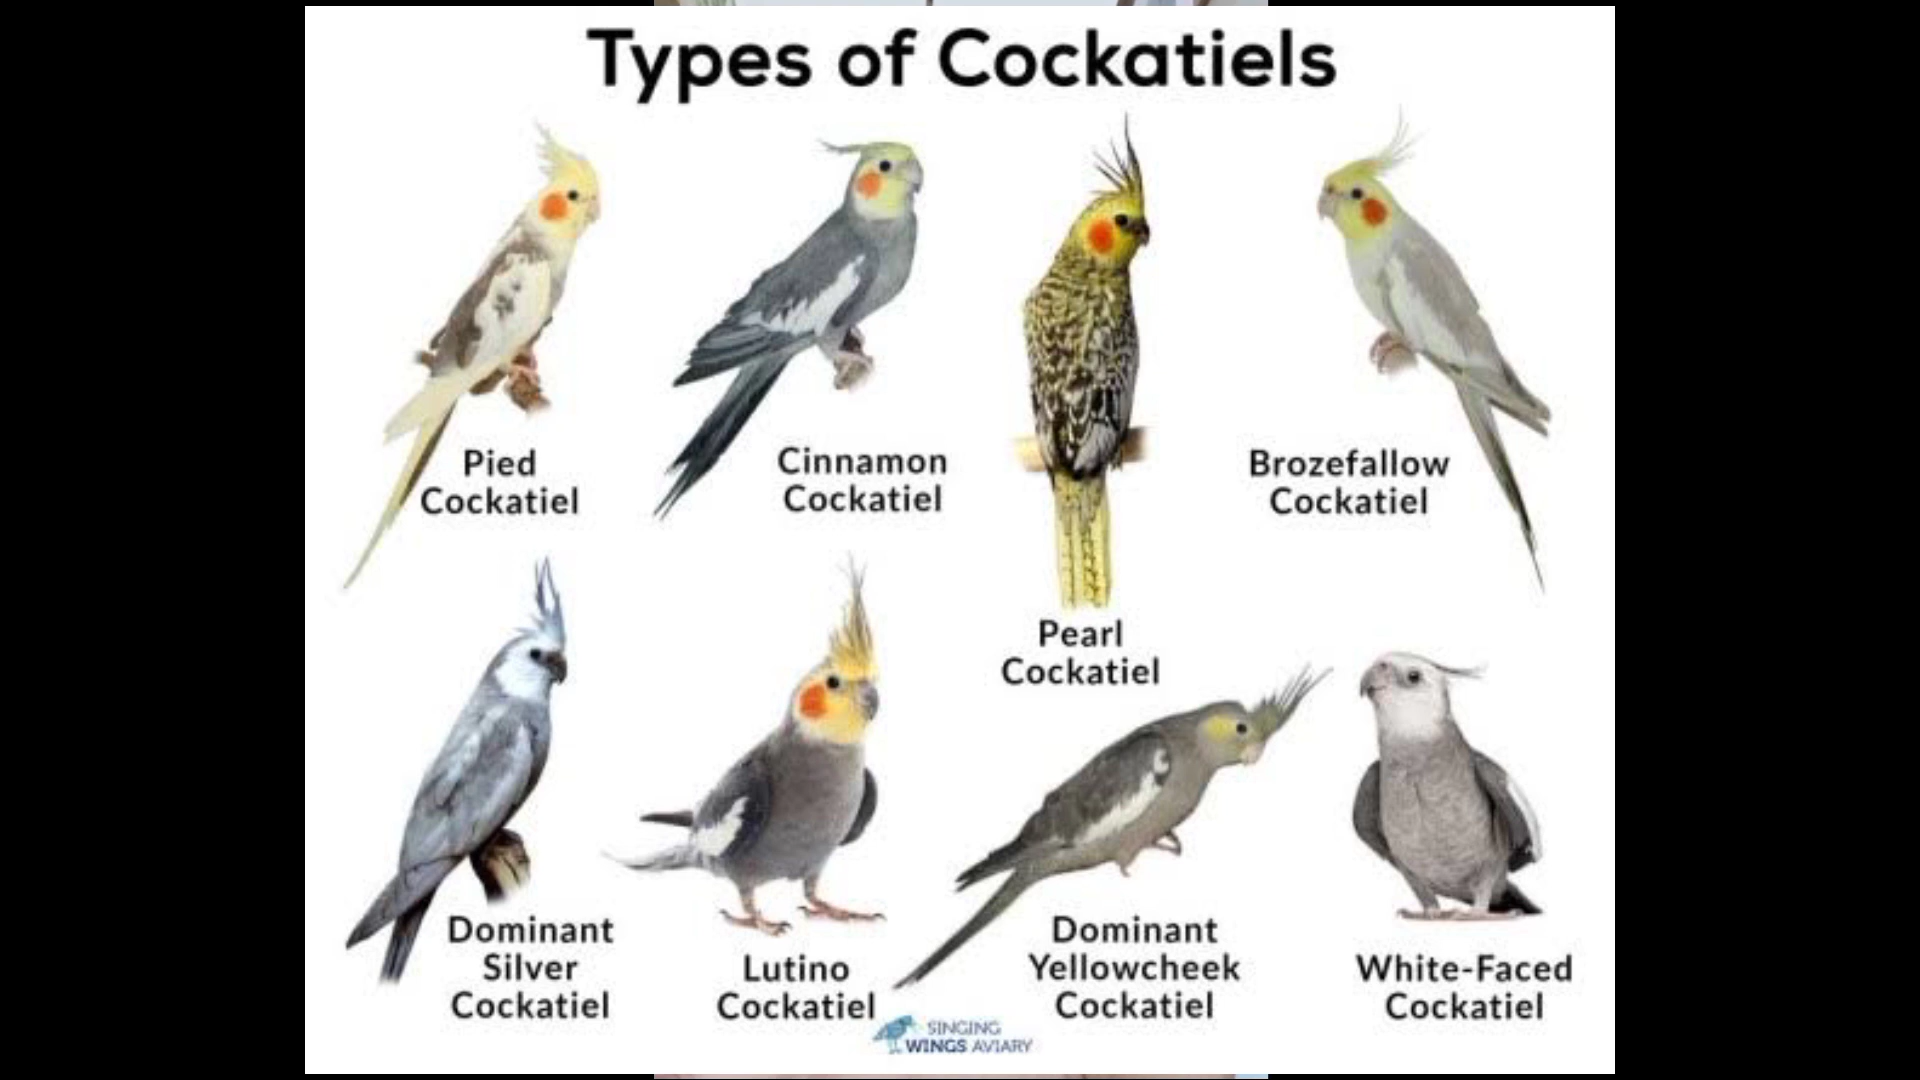 Types of Cockatiels
Pied
Cockatiel
Cinnamon
Cockatiel
Pearl
Cockatiel
Brozefallow
Cockatiel
Dominant
Silver
Cockatiel
Lutino
Cockatiel
Dominant
Yellowcheek
Cockatiel
White-Faced
Cockatiel
SINGING
WINGS AVIARY